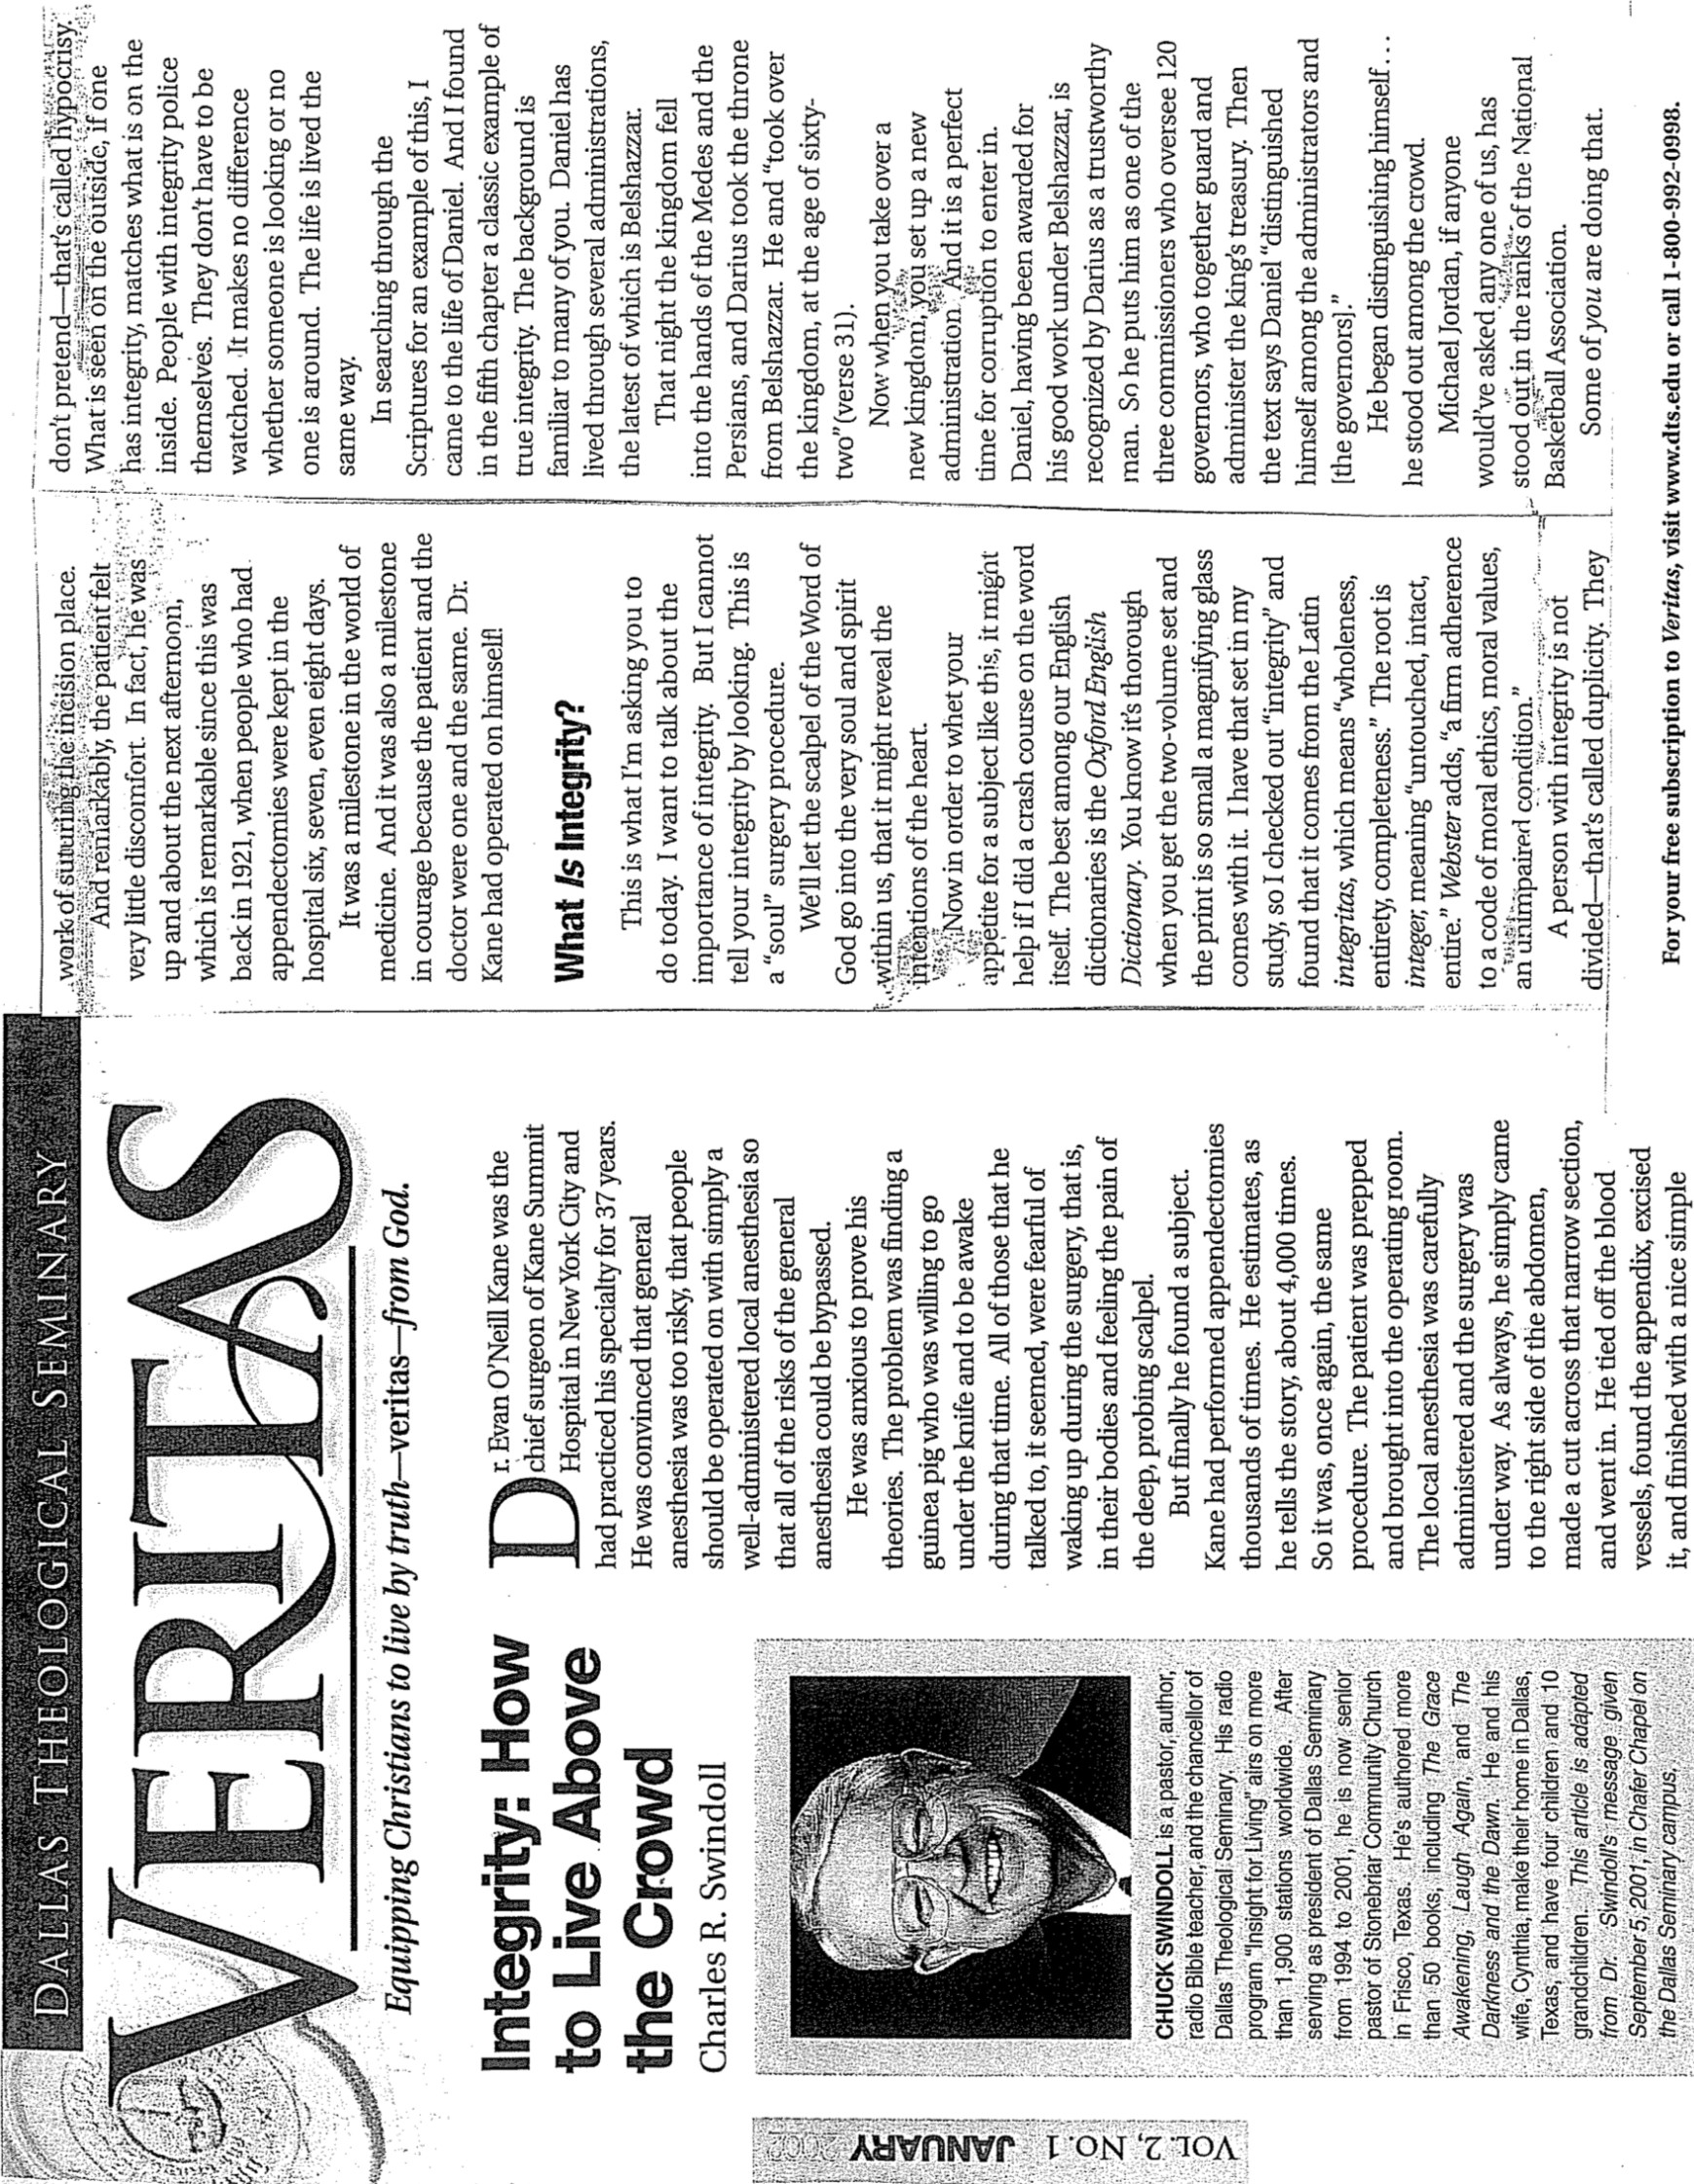 DALLAS THEOLOGICAL SEMINARY
VERITAS
Equipping Christians to live by truth—veritas—from God.
VOL. 2, NO. 1 JANUARY 2002
Integrity: How
to Live Above
the Crowd
Charles R. Swindoll
CHUCK SWINDOLL is a pastor, author,
radio Bible teacher, and the chancellor of
Dallas Theological Seminary. His radio
program "Insight for Living" airs on more
than 1,900 stations worldwide. After
serving as president of Dallas Seminary
from 1994 to 2001, he is now senior
pastor of Stonebriar Community Church
in Frisco, Texas. He's authored more
than 50 books, including The Grace
Awakening, Laugh Again, and The
Darkness and the Dawn. He and his
wife, Cynthia, make their home in Dallas,
Texas, and have four children and 10
grandchildren. This article is adapted
from Dr. Swindoll's message given
September 5, 2001, in Chafer Chapel on
the Dallas Seminary campus.
Dr. Evan O'Neill Kane was the
chief surgeon of Kane Summit
Hospital in New York City and
had practiced his specialty for 37 years.
He was convinced that general
anesthesia was too risky, that people
should be operated on with simply a
well-administered local anesthesia so
that all of the risks of the general
anesthesia could be bypassed.
He was anxious to prove his
theories. The problem was finding a
guinea pig who was willing to go
under the knife and to be awake
during that time. All of those that he
talked to, it seemed, were fearful of
waking up during the surgery, that is,
in their bodies and feeling the pain of
the deep, probing scalpel.
But finally he found a subject.
Kane had performed appendectomies
thousands of times. He estimates, as
he tells the story, about 4,000 times.
So it was, once again, the same
procedure. The patient was prepped
and brought into the operating room.
The local anesthesia was carefully
administered and the surgery was
under way. As always, he simply came
to the right side of the abdomen,
made a cut across that narrow section,
and went in. He tied off the blood
vessels, found the appendix, excised
it, and finished with a nice simple
work of suturing the incision place.
And remarkably, the patient felt
very little discomfort. In fact, he was
up and about the next afternoon,
which is remarkable since this was
back in 1921, when people who had
appendectomies were kept in the
hospital six, seven, even eight days.
It was a milestone in the world of
medicine. And it was also a milestone
in courage because the patient and the
doctor were one and the same. Dr.
Kane had operated on himself!
What Is Integrity?
This is what I'm asking you to
do today. I want to talk about the
importance of integrity. But I cannot
tell your integrity by looking. This is
a "soul" surgery procedure.
We'll let the scalpel of the Word of
God go into the very soul and spirit
within us, that it might reveal the
intentions of the heart.
Now in order to whet your
appetite for a subject like this, it might
help if I did a crash course on the word
itself. The best among our English
dictionaries is the Oxford English
Dictionary. You know it's thorough
when you get the two-volume set and
the print is so small a magnifying glass
comes with it. I have that set in my
study, so I checked out "integrity" and
found that it comes from the Latin
integritas, which means "wholeness,
entirety, completeness." The root is
integer, meaning "untouched, intact,
entire." Webster adds, "a firm adherence
to a code of moral ethics, moral values,
an unimpaired condition."
A person with integrity is not
divided—that's called duplicity. They
don't pretend—that's called hypocrisy.
What is seen on the outside, if one
has integrity, matches what is on the
inside. People with integrity police
themselves. They don't have to be
watched. It makes no difference
whether someone is looking or no
one is around. The life is lived the
same way.
In searching through the
Scriptures for an example of this, I
came to the life of Daniel. And I found
in the fifth chapter a classic example of
true integrity. The background is
familiar to many of you. Daniel has
lived through several administrations,
the latest of which is Belshazzar.
That night the kingdom fell
into the hands of the Medes and the
Persians, and Darius took the throne
from Belshazzar. He and "took over
the kingdom, at the age of sixty-
two"(verse 31).
Now when you take over a
new kingdom, you set up a new
administration. And it is a perfect
time for corruption to enter in.
Daniel, having been awarded for
his good work under Belshazzar, is
recognized by Darius as a trustworthy
man. So he puts him as one of the
three commissioners who oversee 120
governors, who together guard and
administer the king's treasury. Then
the text says Daniel "distinguished
himself among the administrators and
[the governors]."
He began distinguishing himself . . .
he stood out among the crowd.
Michael Jordan, if anyone
would've asked any one of us, has
stood out in the ranks of the National
Basketball Association.
Some of you are doing that.
For your free subscription to Veritas, visit www.dts.edu or call 1-800-992-0998.